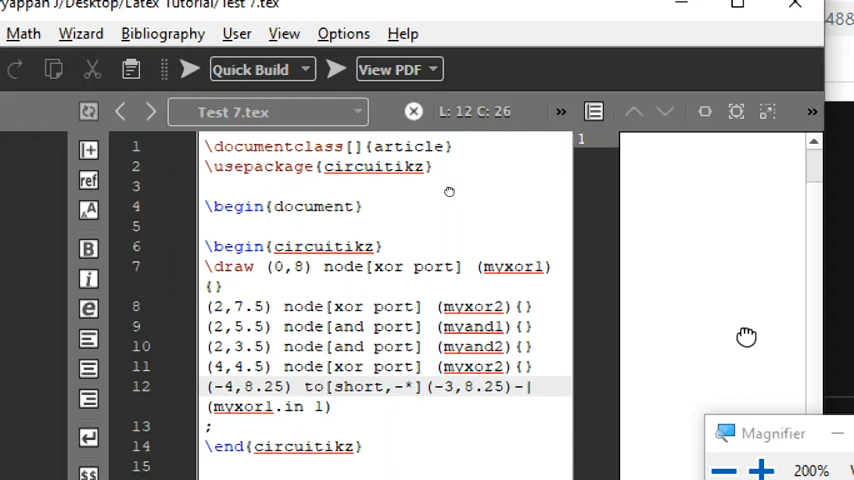 ryappan J/Desktop/Latex Tutorial/Test 7.tex
Math Wizard Bibliography User View Options Help
Quick Build View PDF
Test 7.tex L: 12 C: 26
1
1 \documentclass[]{article}
2 \usepackage{circuitikz}
3
4 \begin{document}
5
6 \begin{circuitikz}
7 \draw (0,8) node[xor port] (myxor1)
{}
8 (2,7.5) node[xor port] (myxor2){}
9 (2,5.5) node[and port] (myand1){}
10 (2,3.5) node[and port] (myand2){}
11 (4,4.5) node[xor port] (myxor2){}
12 (-4,8.25) to[short,-*](-3,8.25)-|
(myxor1.in 1)
13 ;
14 \end{circuitikz}
15
ref
A
B
i
e
$$
488
Magnifier
200%